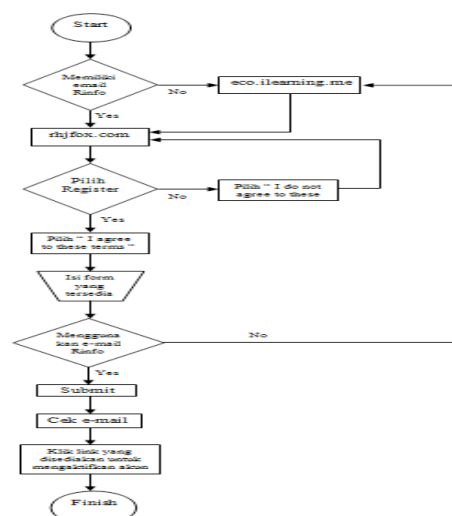 Start
Memiliki
email
Rinfo
No
eco.ilearning.me
Yes
rhjfox.com
Pilih
Register
No
Pilih " I do not
agree to these
Yes
Pilih " I agree
to these terms "
Isi form
yang
tersedia
Mengguna
kan e-mail
Rinfo
No
Yes
Submit
Cek e-mail
Klik link yang
disediakan untuk
mengaktifkan akun
Finish